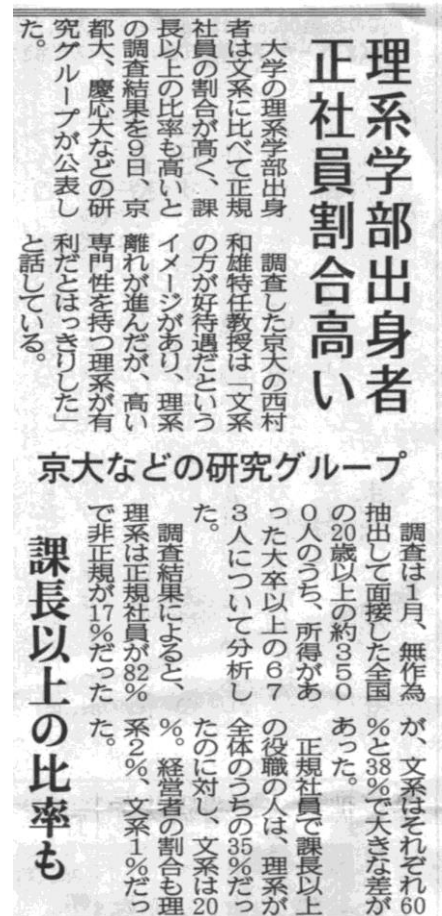 理系学部出身者
正社員割合高い
大学の理系学部出身
者は文系に比べて正規
社員の割合が高く、課
長以上の比率も高いと
の調査結果を9日、京
都大、慶応大などの研
究グループが公表し
た。
調査した京大の西村
和雄特任教授は「文系
の方が好待遇だという
イメージがあり、理系
離れが進んだが、高い
専門性を持つ理系が有
利だとはっきりした」
と話している。
京大などの研究グループ
課長以上の比率も
調査は1月、無作為
抽出して面接した全国
の20歳以上の約350
0人のうち、所得があ
った大卒以上の67
3人について分析し
た。
調査結果によると、
理系は正規社員が82%
で非正規が17%だった
が、文系はそれぞれ60
%と38%で大きな差が
あった。
正規社員で課長以上
の役職の人は、理系が
全体のうちの35%だっ
たのに対し、文系は20
%。経営者の割合も理
系2%、文系1%だっ
た。